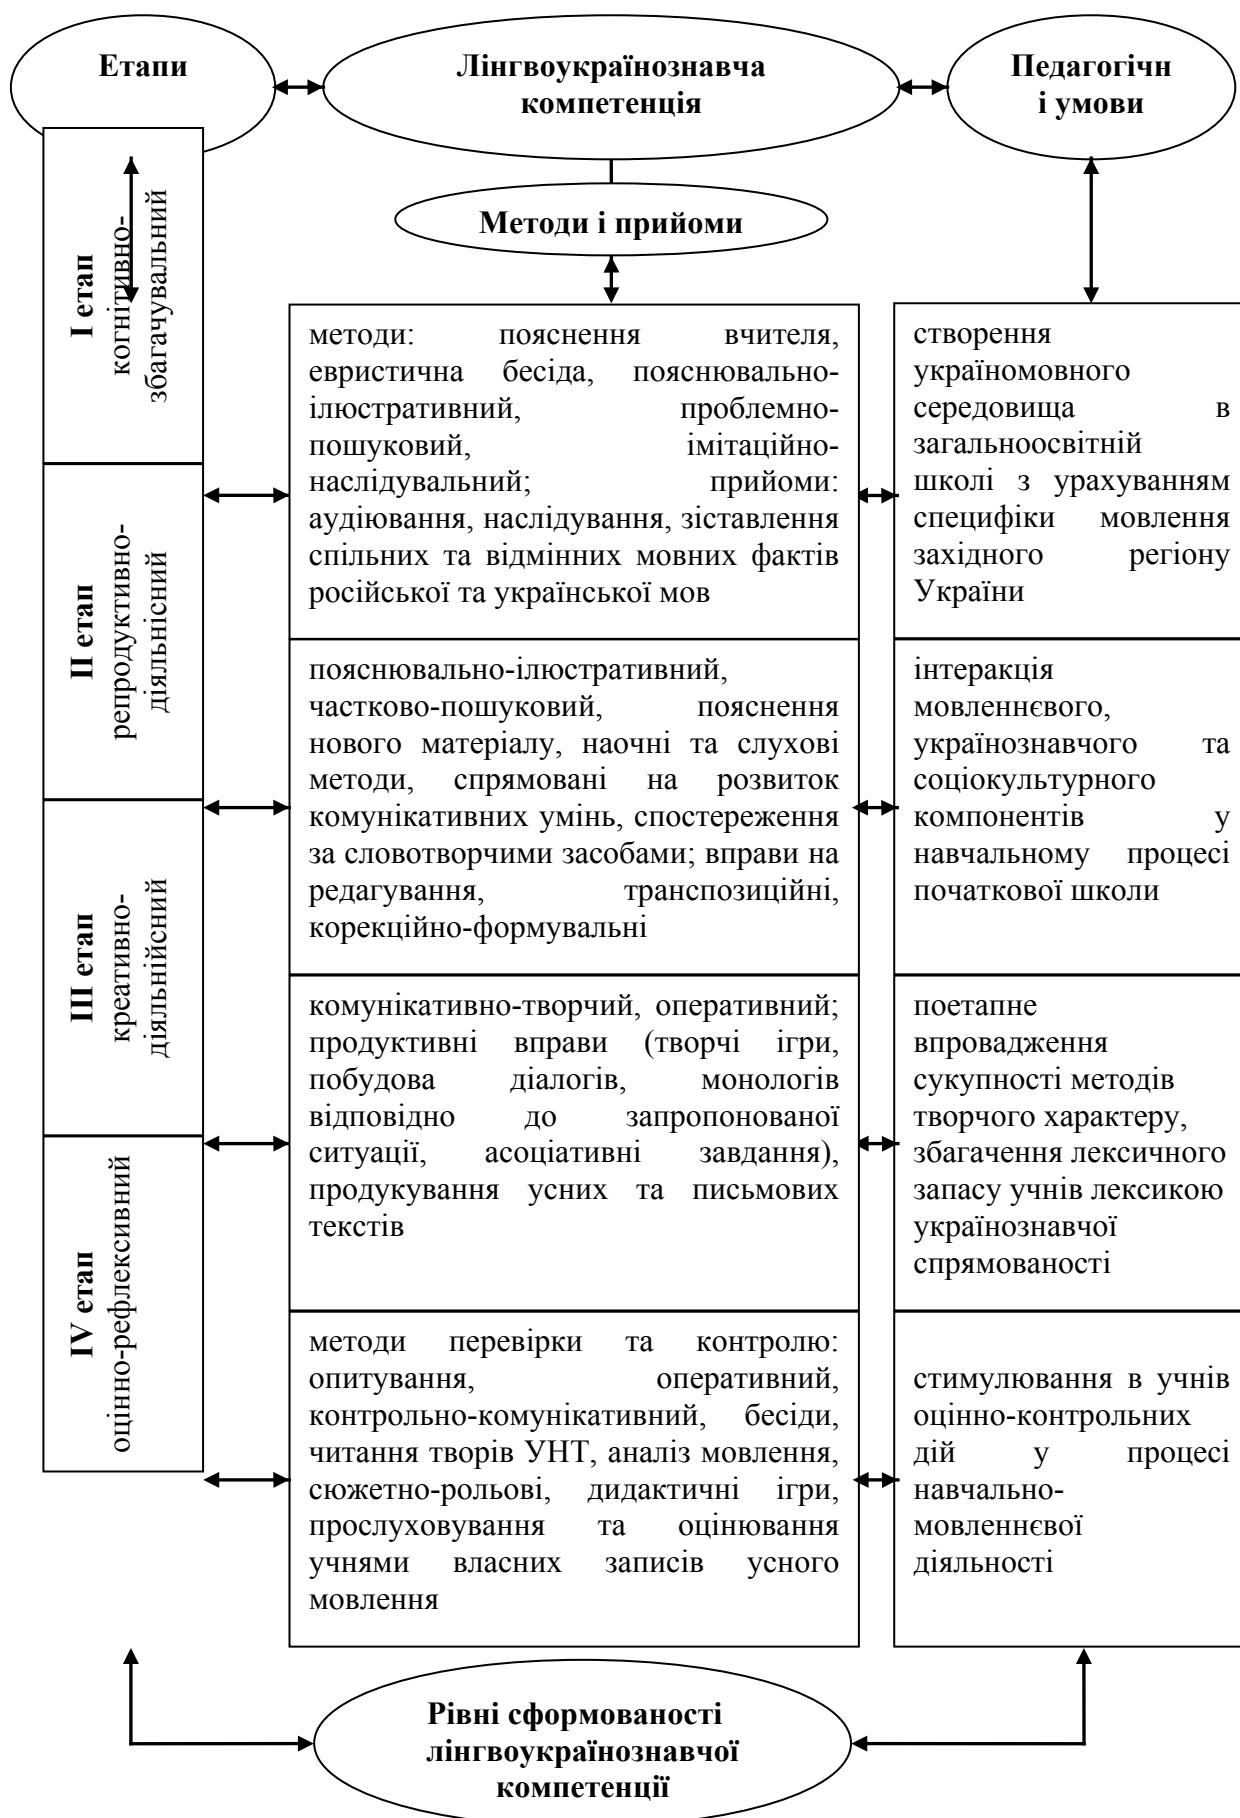 Етапи
Лінгвоукраїнознавча
компетенція
Педагогічн
і умови
Методи і прийоми
І етап
когнітивно-
збагачувальний
методи: пояснення вчителя,
евристична бесіда, пояснювально-
ілюстративний, проблемно-
пошуковий, імітаційно-
наслідувальний; прийоми:
аудіювання, наслідування, зіставлення
спільних та відмінних мовних фактів
російської та української мов
створення
україномовного
середовища в
загальноосвітній
школі з урахуванням
специфіки мовлення
західного регіону
України
ІІ етап
репродуктивно-
діяльнісний
пояснювально-ілюстративний,
частково-пошуковий, пояснення
нового матеріалу, наочні та слухові
методи, спрямовані на розвиток
комунікативних умінь, спостереження
за словотворчими засобами; вправи на
редагування, транспозиційні,
корекційно-формувальні
інтеракція
мовленнєвого,
українознавчого та
соціокультурного
компонентів у
навчальному процесі
початкової школи
ІІІ етап
креативно-
діяльнійсний
комунікативно-творчий, оперативний;
продуктивні вправи (творчі ігри,
побудова діалогів, монологів
відповідно до запропонованої
ситуації, асоціативні завдання),
продукування усних та письмових
текстів
поетапне
впровадження
сукупності методів
творчого характеру,
збагачення лексичного
запасу учнів лексикою
українознавчої
спрямованості
IV етап
оцінно-рефлексивний
методи перевірки та контролю:
опитування, оперативний,
контрольно-комунікативний, бесіди,
читання творів УНТ, аналіз мовлення,
сюжетно-рольові, дидактичні ігри,
прослуховування та оцінювання
учнями власних записів усного
мовлення
стимулювання в учнів
оцінно-контрольних
дій у процесі
навчально-
мовленнєвої
діяльності
Рівні сформованості
лінгвоукраїнознавчої
компетенції